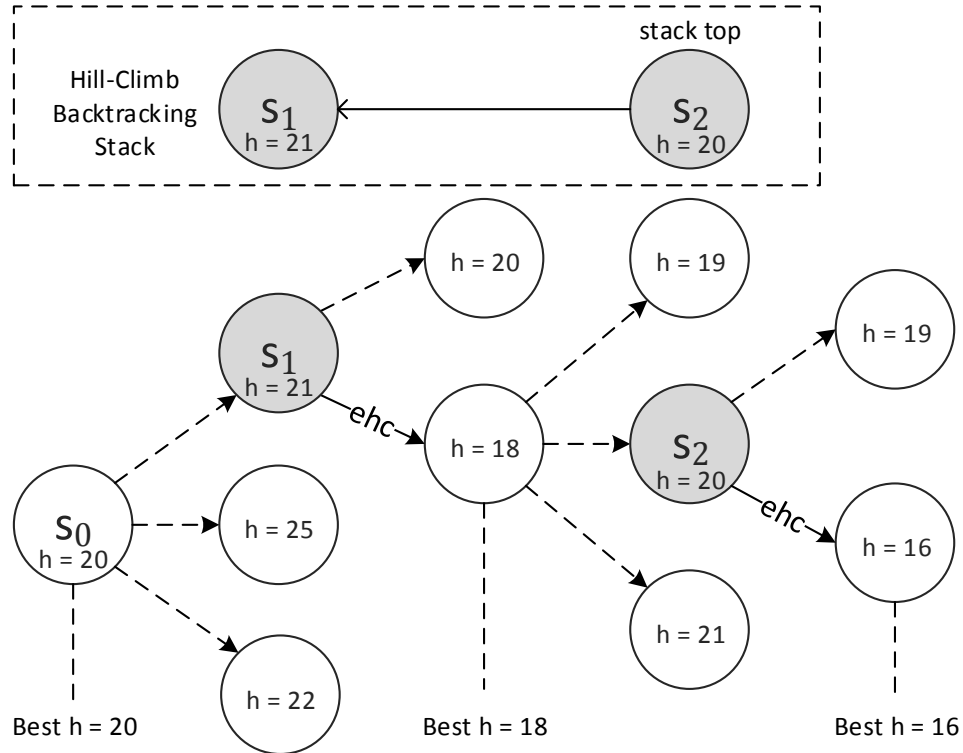 stack top
Hill-Climb
Backtracking
Stack
s₁
h = 21
s₂
h = 20
h = 20
h = 19
h = 19
s₁
h = 21
ehc
h = 18
s₂
h = 20
ehc
h = 16
s₀
h = 20
h = 25
h = 21
h = 22
Best h = 20
Best h = 18
Best h = 16